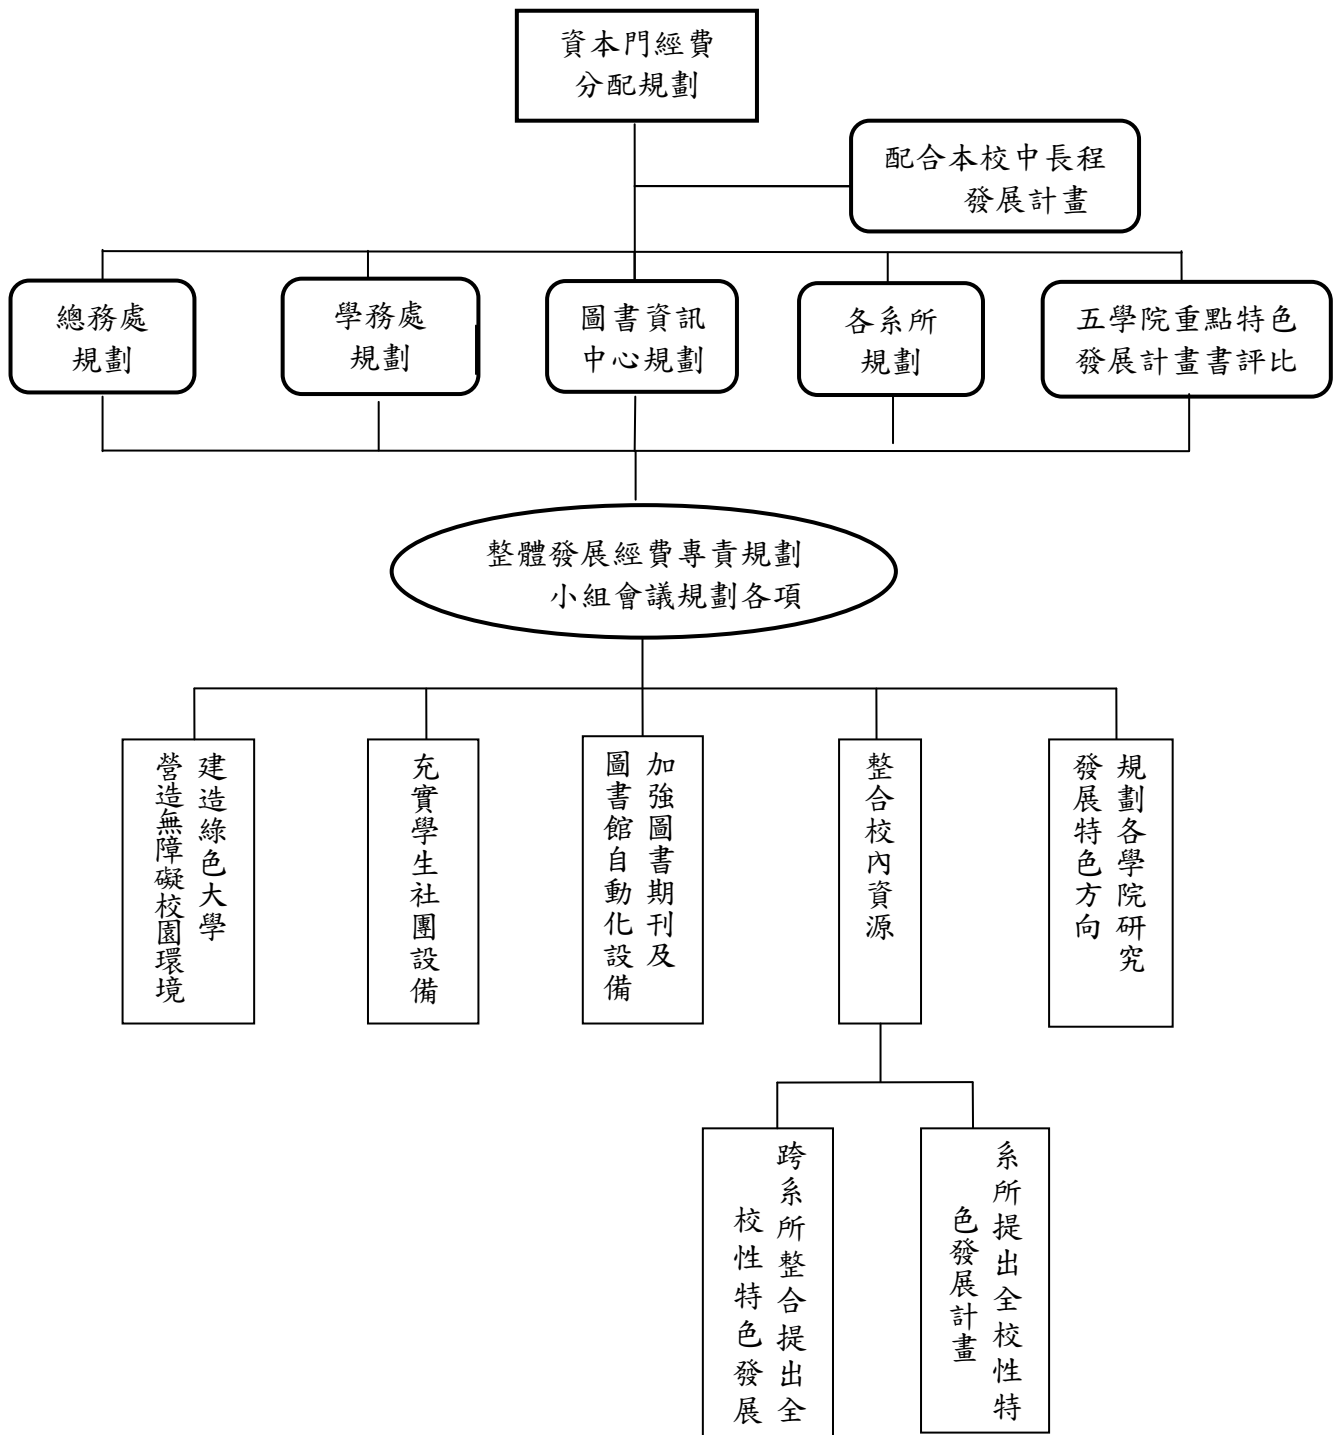 資本門經費
分配規劃
配合本校中長程
發展計畫
總務處
規劃
學務處
規劃
圖書資訊
中心規劃
各系所
規劃
五學院重點特色
發展計畫書評比
整體發展經費專責規劃
小組會議規劃各項
建造綠色大學
營造無障礙校園環境
充實學生社團設備
加強圖書期刊及
圖書館自動化設備
整合校內資源
規劃各學院研究
發展特色方向
跨系所整合提出全
校性特色發展
系所提出全校性特
色發展計畫